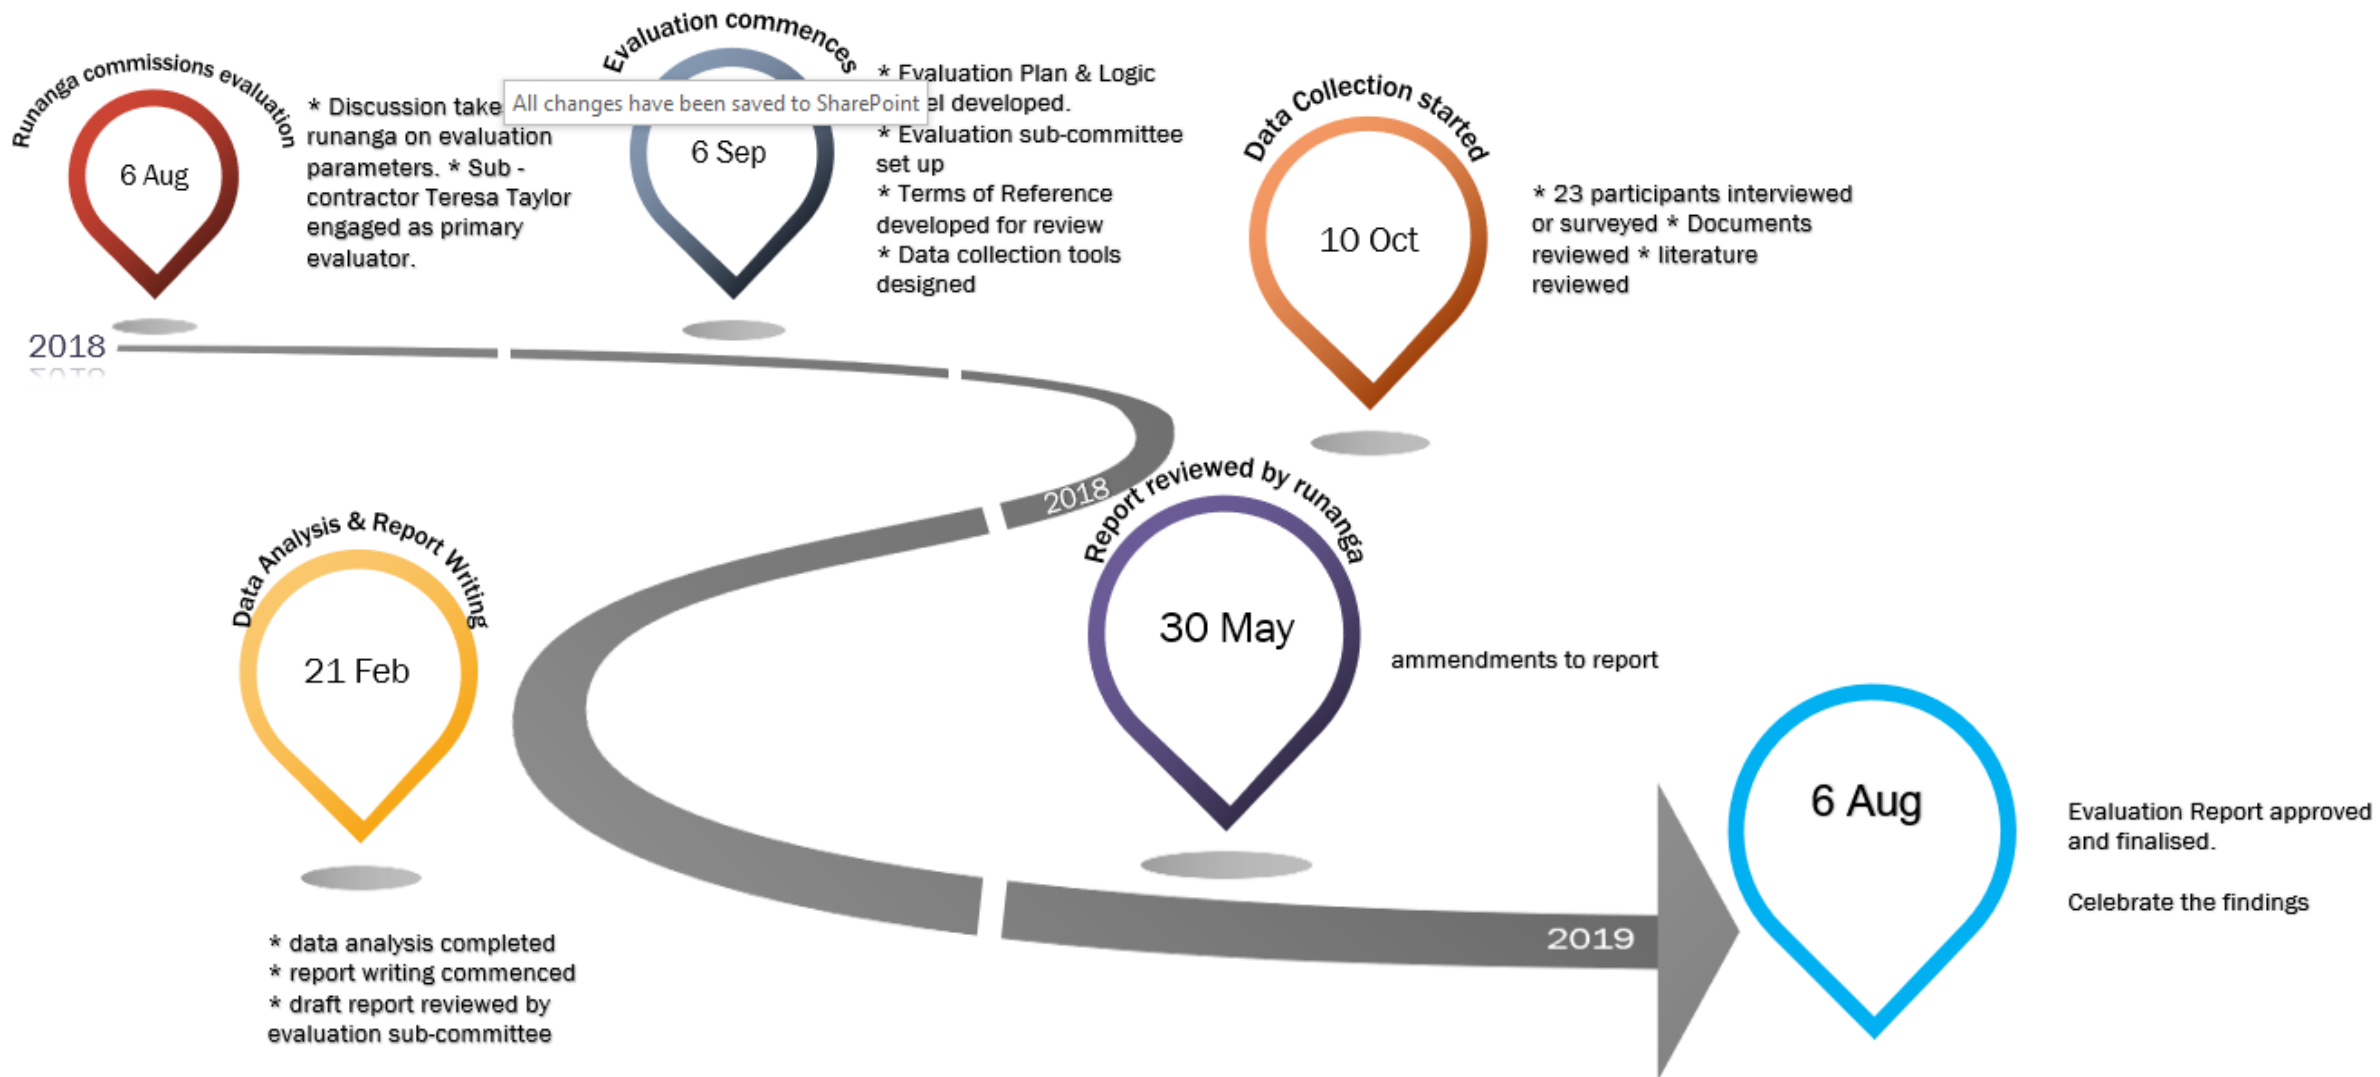 Runanga commissions evaluation
6 Aug
* Discussion take
runanga on evaluation
parameters. * Sub -
contractor Teresa Taylor
engaged as primary
evaluator.
Evaluation commences
All changes have been saved to SharePoint
6 Sep
* Evaluation Plan & Logic
el developed.
* Evaluation sub-committee
set up
* Terms of Reference
developed for review
* Data collection tools
designed
Data Collection started
10 Oct
* 23 participants interviewed
or surveyed * Documents
reviewed * literature
reviewed
2018
2018
Data Analysis & Report Writing
21 Feb
* data analysis completed
* report writing commenced
* draft report reviewed by
evaluation sub-committee
Report reviewed by runanga
30 May
ammendments to report
2019
6 Aug
Evaluation Report approved
and finalised.
Celebrate the findings